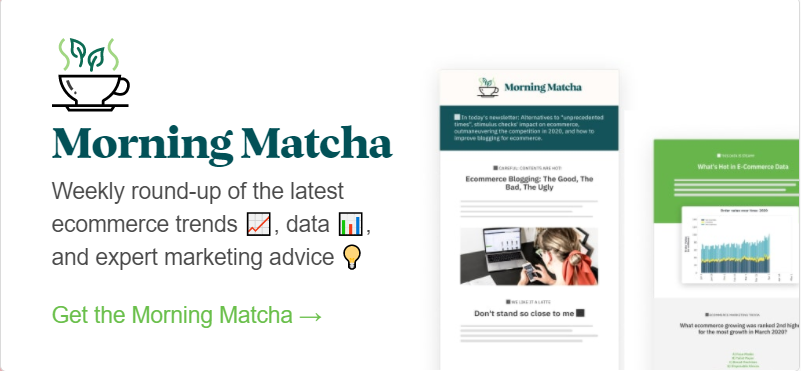 Morning Matcha
Weekly round-up of the latest
ecommerce trends 📈, data 📊,
and expert marketing advice 💡
Get the Morning Matcha →
Morning Matcha
In today's newsletter: Alternatives to "unprecedented
times", stimulus checks' impact on ecommerce,
outmaneuvering the competition in 2020, and how to
improve blogging for ecommerce.
CAREFUL CONTENTS ARE HOT!
Ecommerce Blogging: The Good, The
Bad, The Ugly
WE LIKE IT A LATTE
Don't stand so close to me
What's Hot in E-Commerce Data
What ecommerce growing was ranked 2nd high
for the most growth in March 2020?